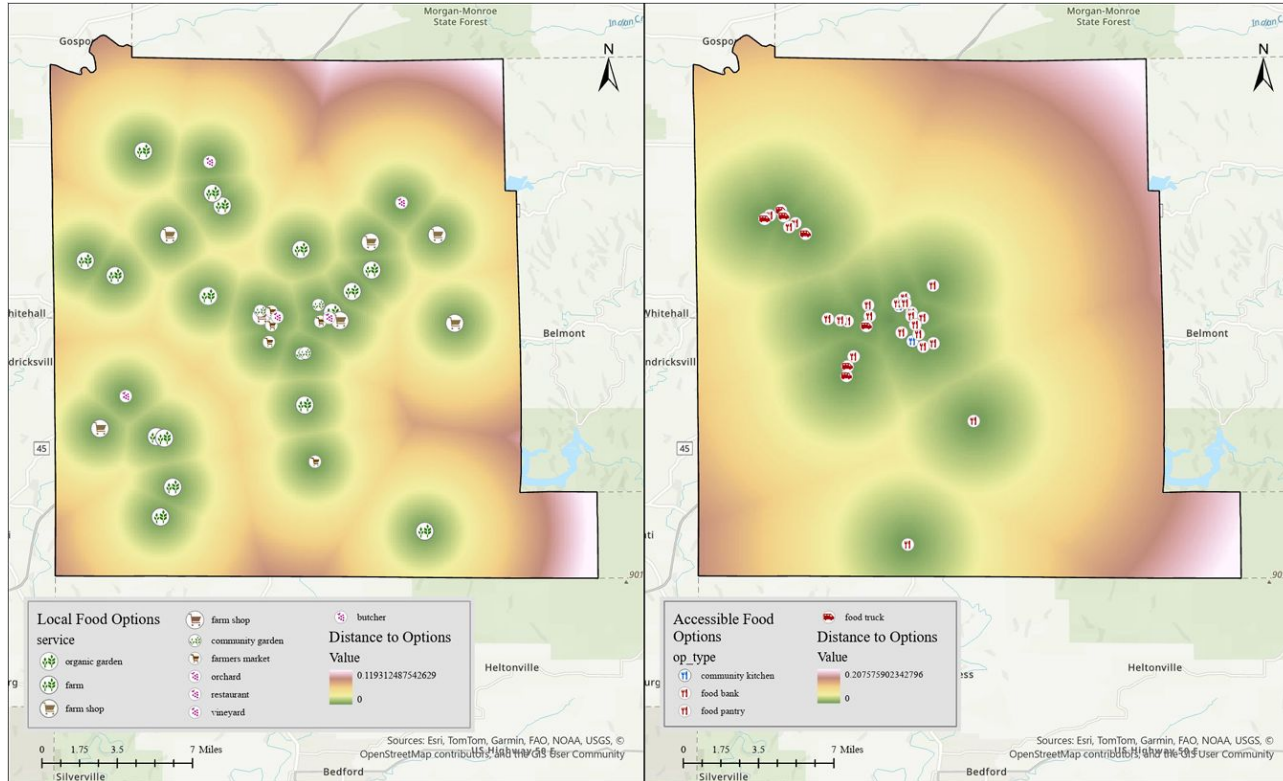 Morgan-Monroe
State Forest
Gospor
N
Belmont
45
Local Food Options
service
organic garden
farm
farm shop
farm shop
community garden
farmers market
orchard
restaurant
vineyard
butcher
Distance to Options
Value
0.119312487542629
0
Heltonville
Sources: Esri, TomTom, Garmin, FAO, NOAA, USGS, ©
OpenStreetMap contributors, and the GIS User Community
0 1.75 3.5 7 Miles
Silverville
Bedford
Morgan-Monroe
State Forest
Gospor
N
Whitehall
Belmont
45
Accessible Food
Options
op_type
community kitchen
food bank
food pantry
food truck
Distance to Options
Value
0.207575902342796
0
Heltonville
Sources: Esri, TomTom, Garmin, FAO, NOAA, USGS, ©
OpenStreetMap contributors, and the GIS User Community
0 1.75 3.5 7 Miles
Silverville
Bedford